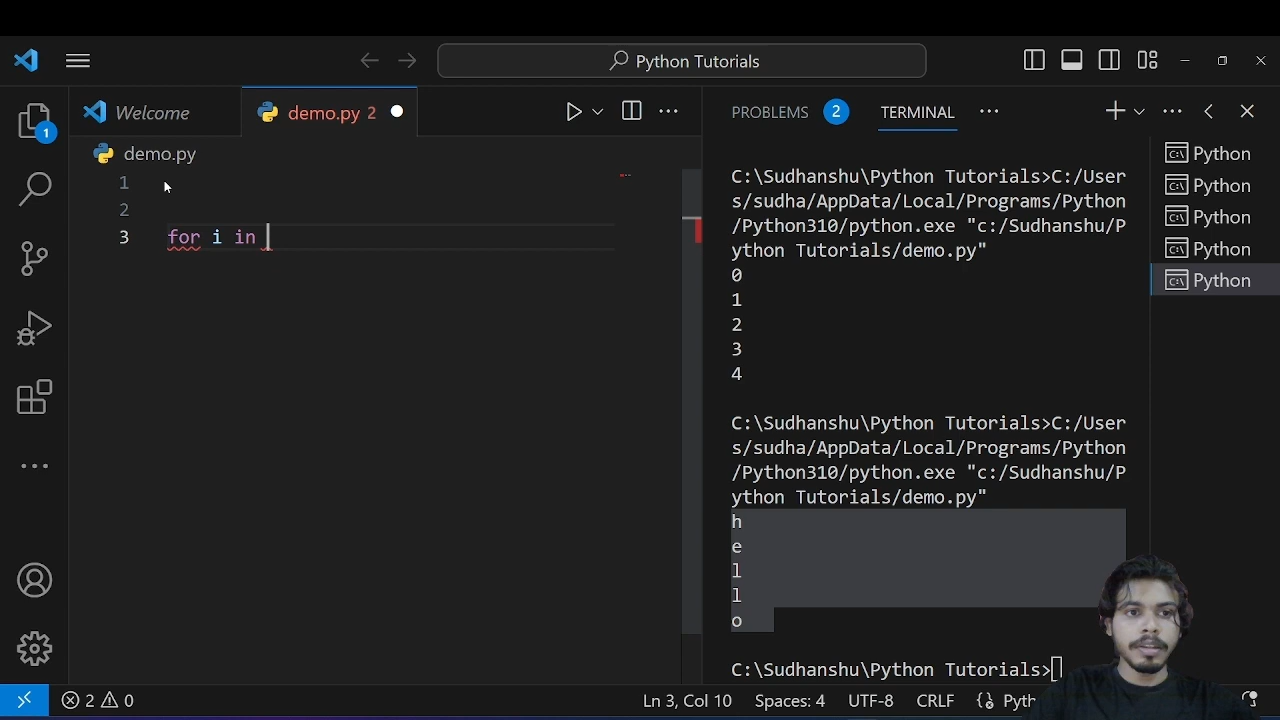 Python Tutorials
Welcome
demo.py 2
demo.py
1
2
3 for i in
PROBLEMS 2 TERMINAL
C:\Sudhanshu\Python Tutorials>C:/User
s/sudha/AppData/Local/Programs/Python
/Python310/python.exe "c:/Sudhanshu/P
ython Tutorials/demo.py"
0
1
2
3
4
C:\Sudhanshu\Python Tutorials>C:/User
s/sudha/AppData/Local/Programs/Python
/Python310/python.exe "c:/Sudhanshu/P
ython Tutorials/demo.py"
h
e
l
l
o
C:\Sudhanshu\Python Tutorials>
Python
Python
Python
Python
Python
1
2 0
Ln 3, Col 10 Spaces: 4 UTF-8 CRLF {} Pyth